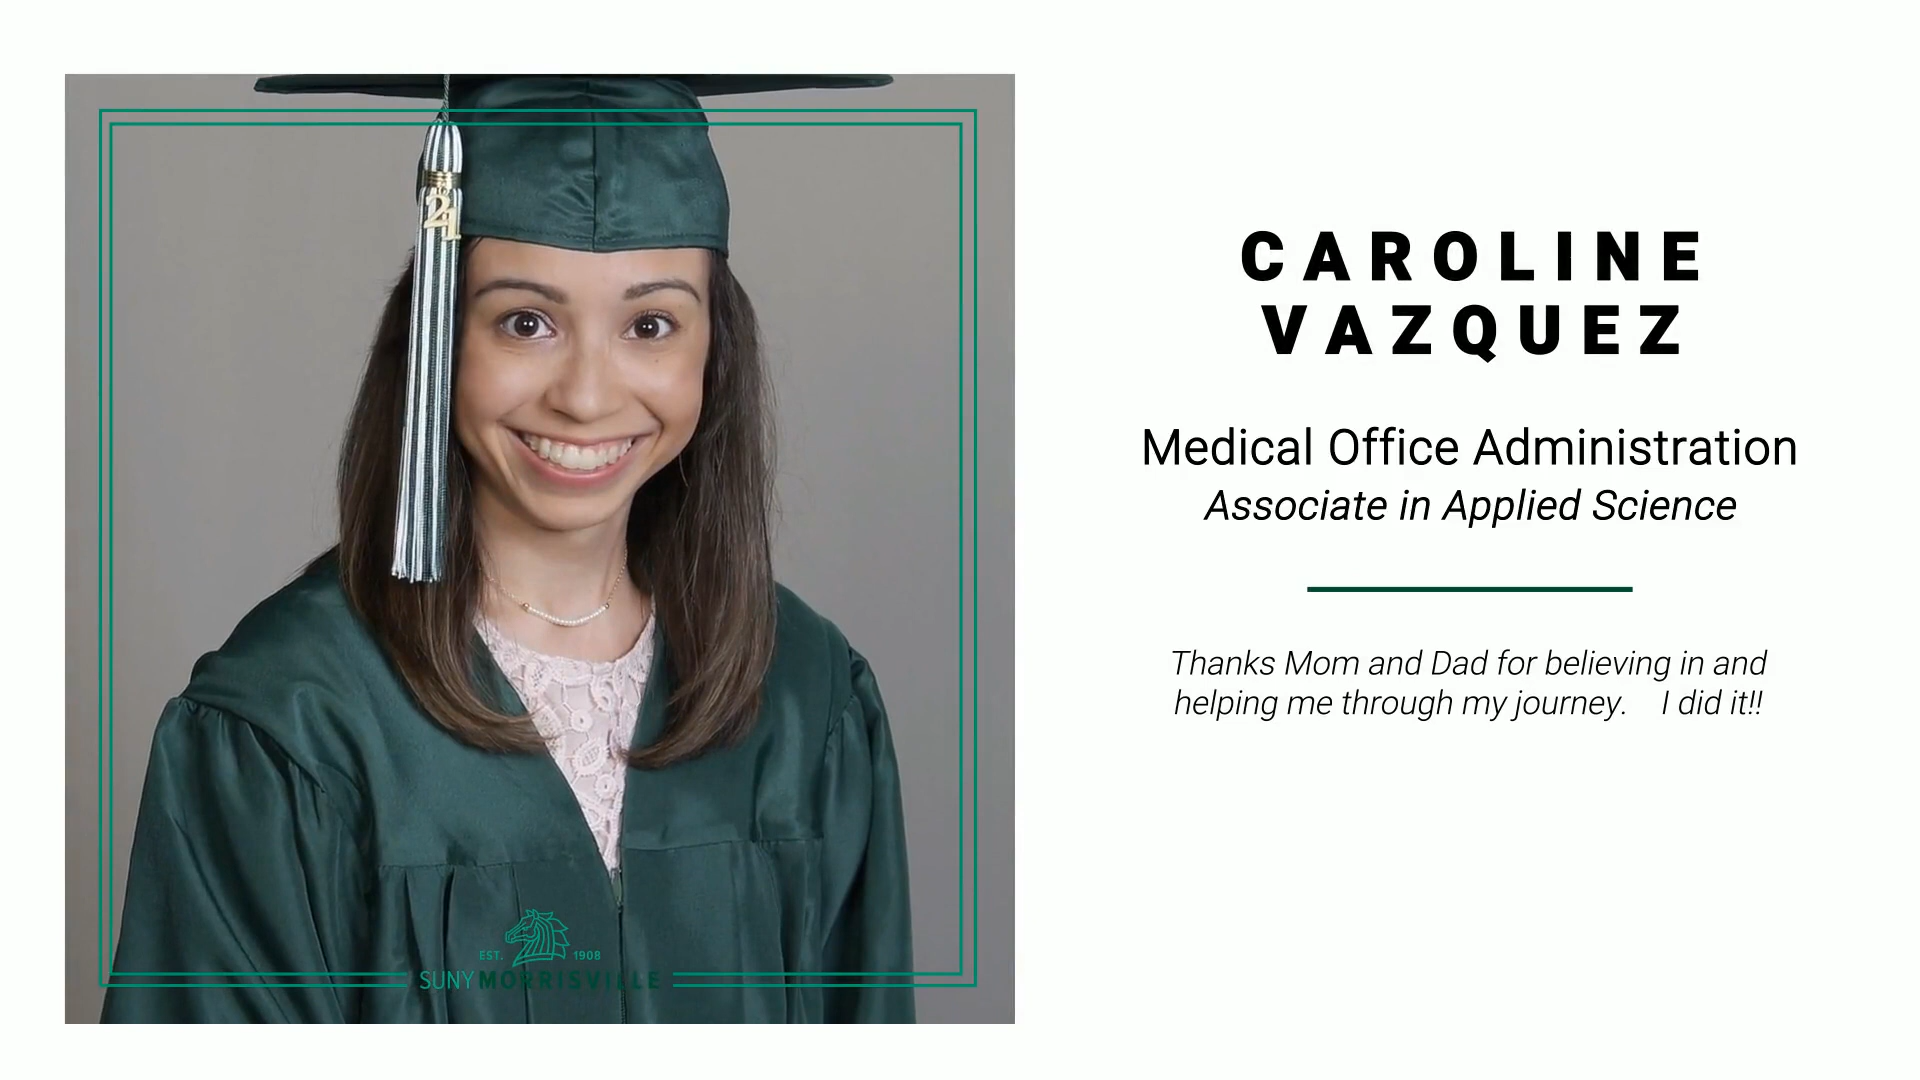 21
EST. 1908
SUNY MORRISVILLE
CAROLINE
VAZQUEZ
Medical Office Administration
Associate in Applied Science
Thanks Mom and Dad for believing in and
helping me through my journey. I did it!!